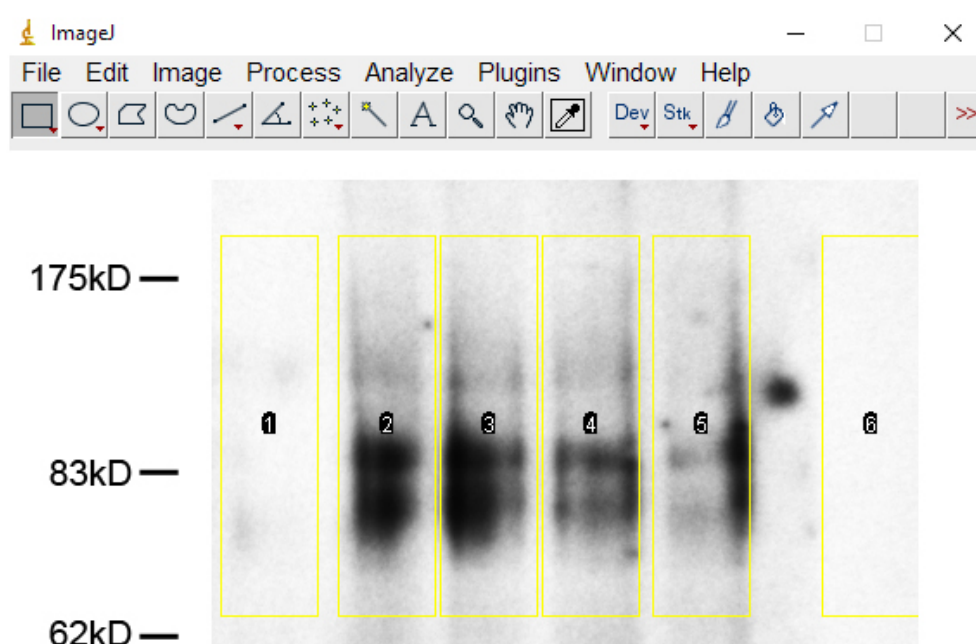 ImageJ
File Edit Image Process Analyze Plugins Window Help
A Dev Stk >>
175kD
1 2 3 4 5 6
83kD
62kD